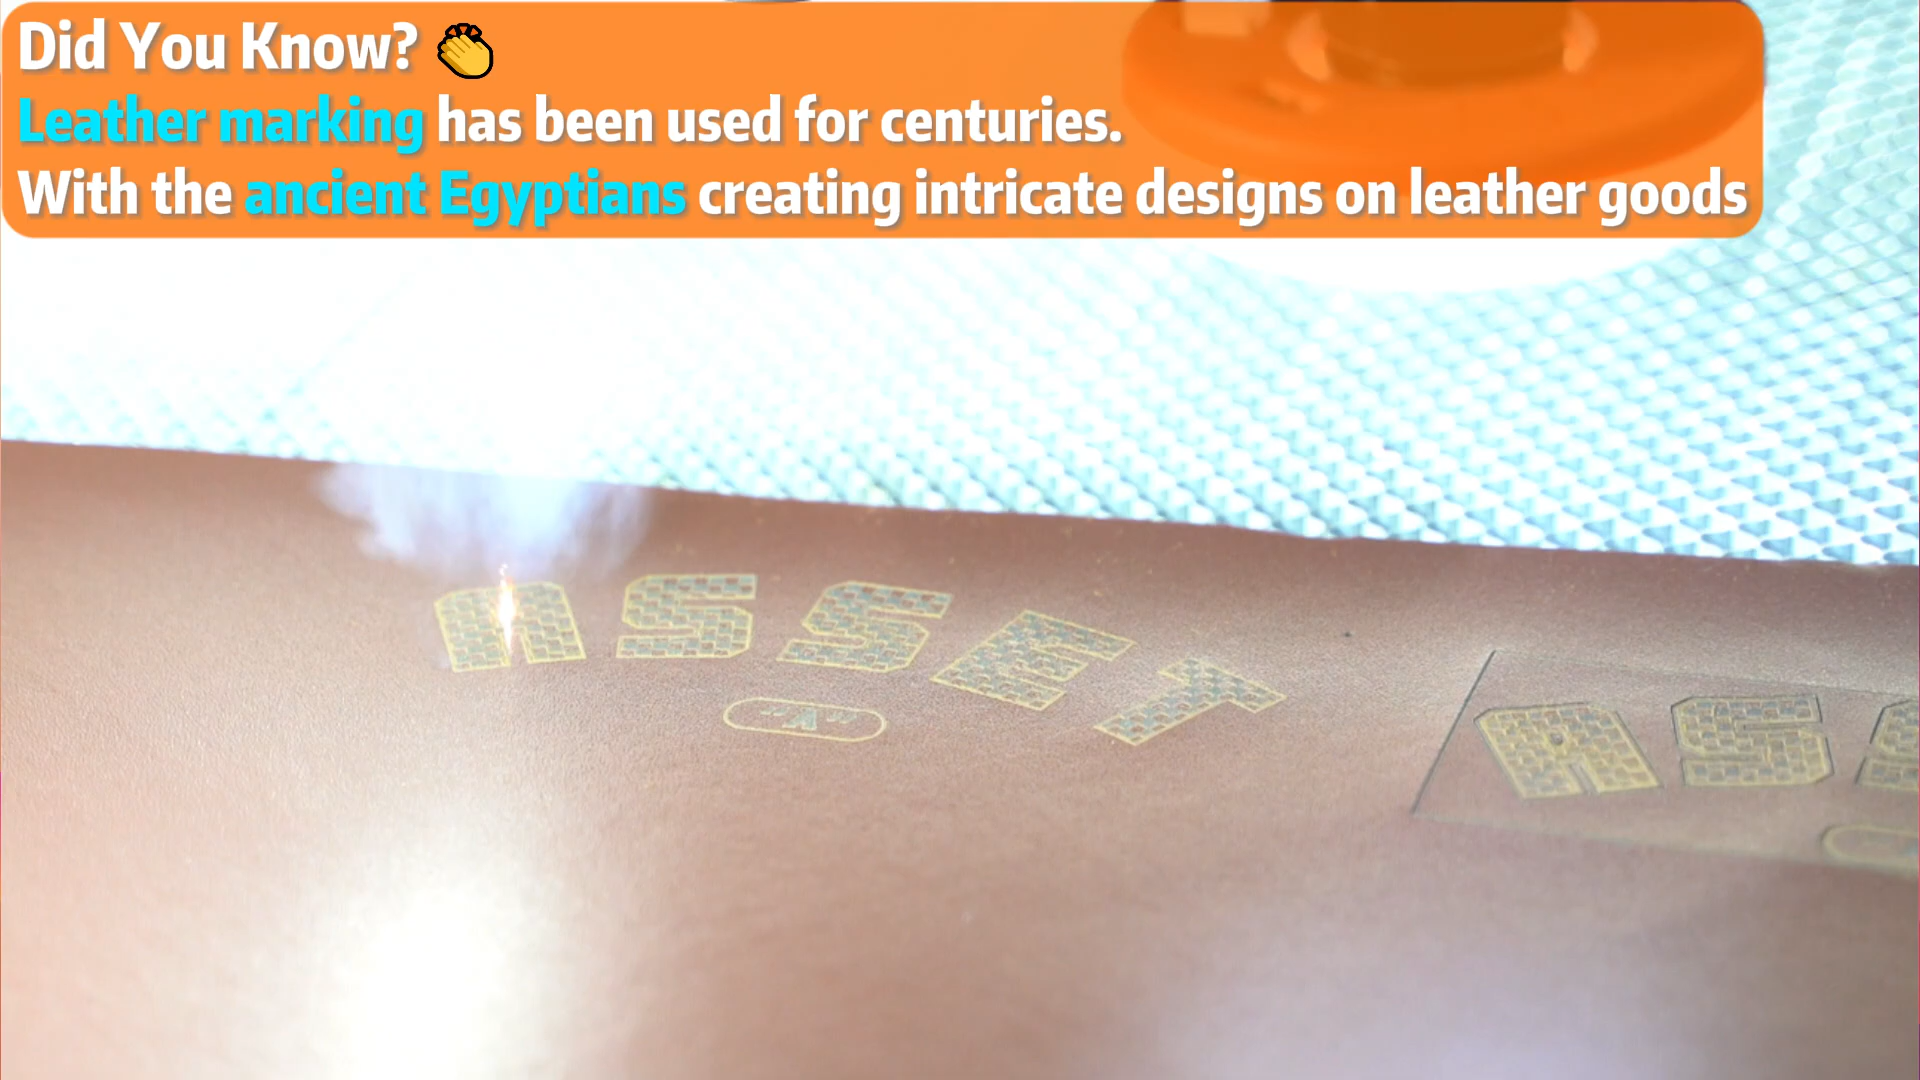 Did You Know? 👏
Leather marking has been used for centuries.
With the ancient Egyptians creating intricate designs on leather goods
ASSET
"A"
ASS